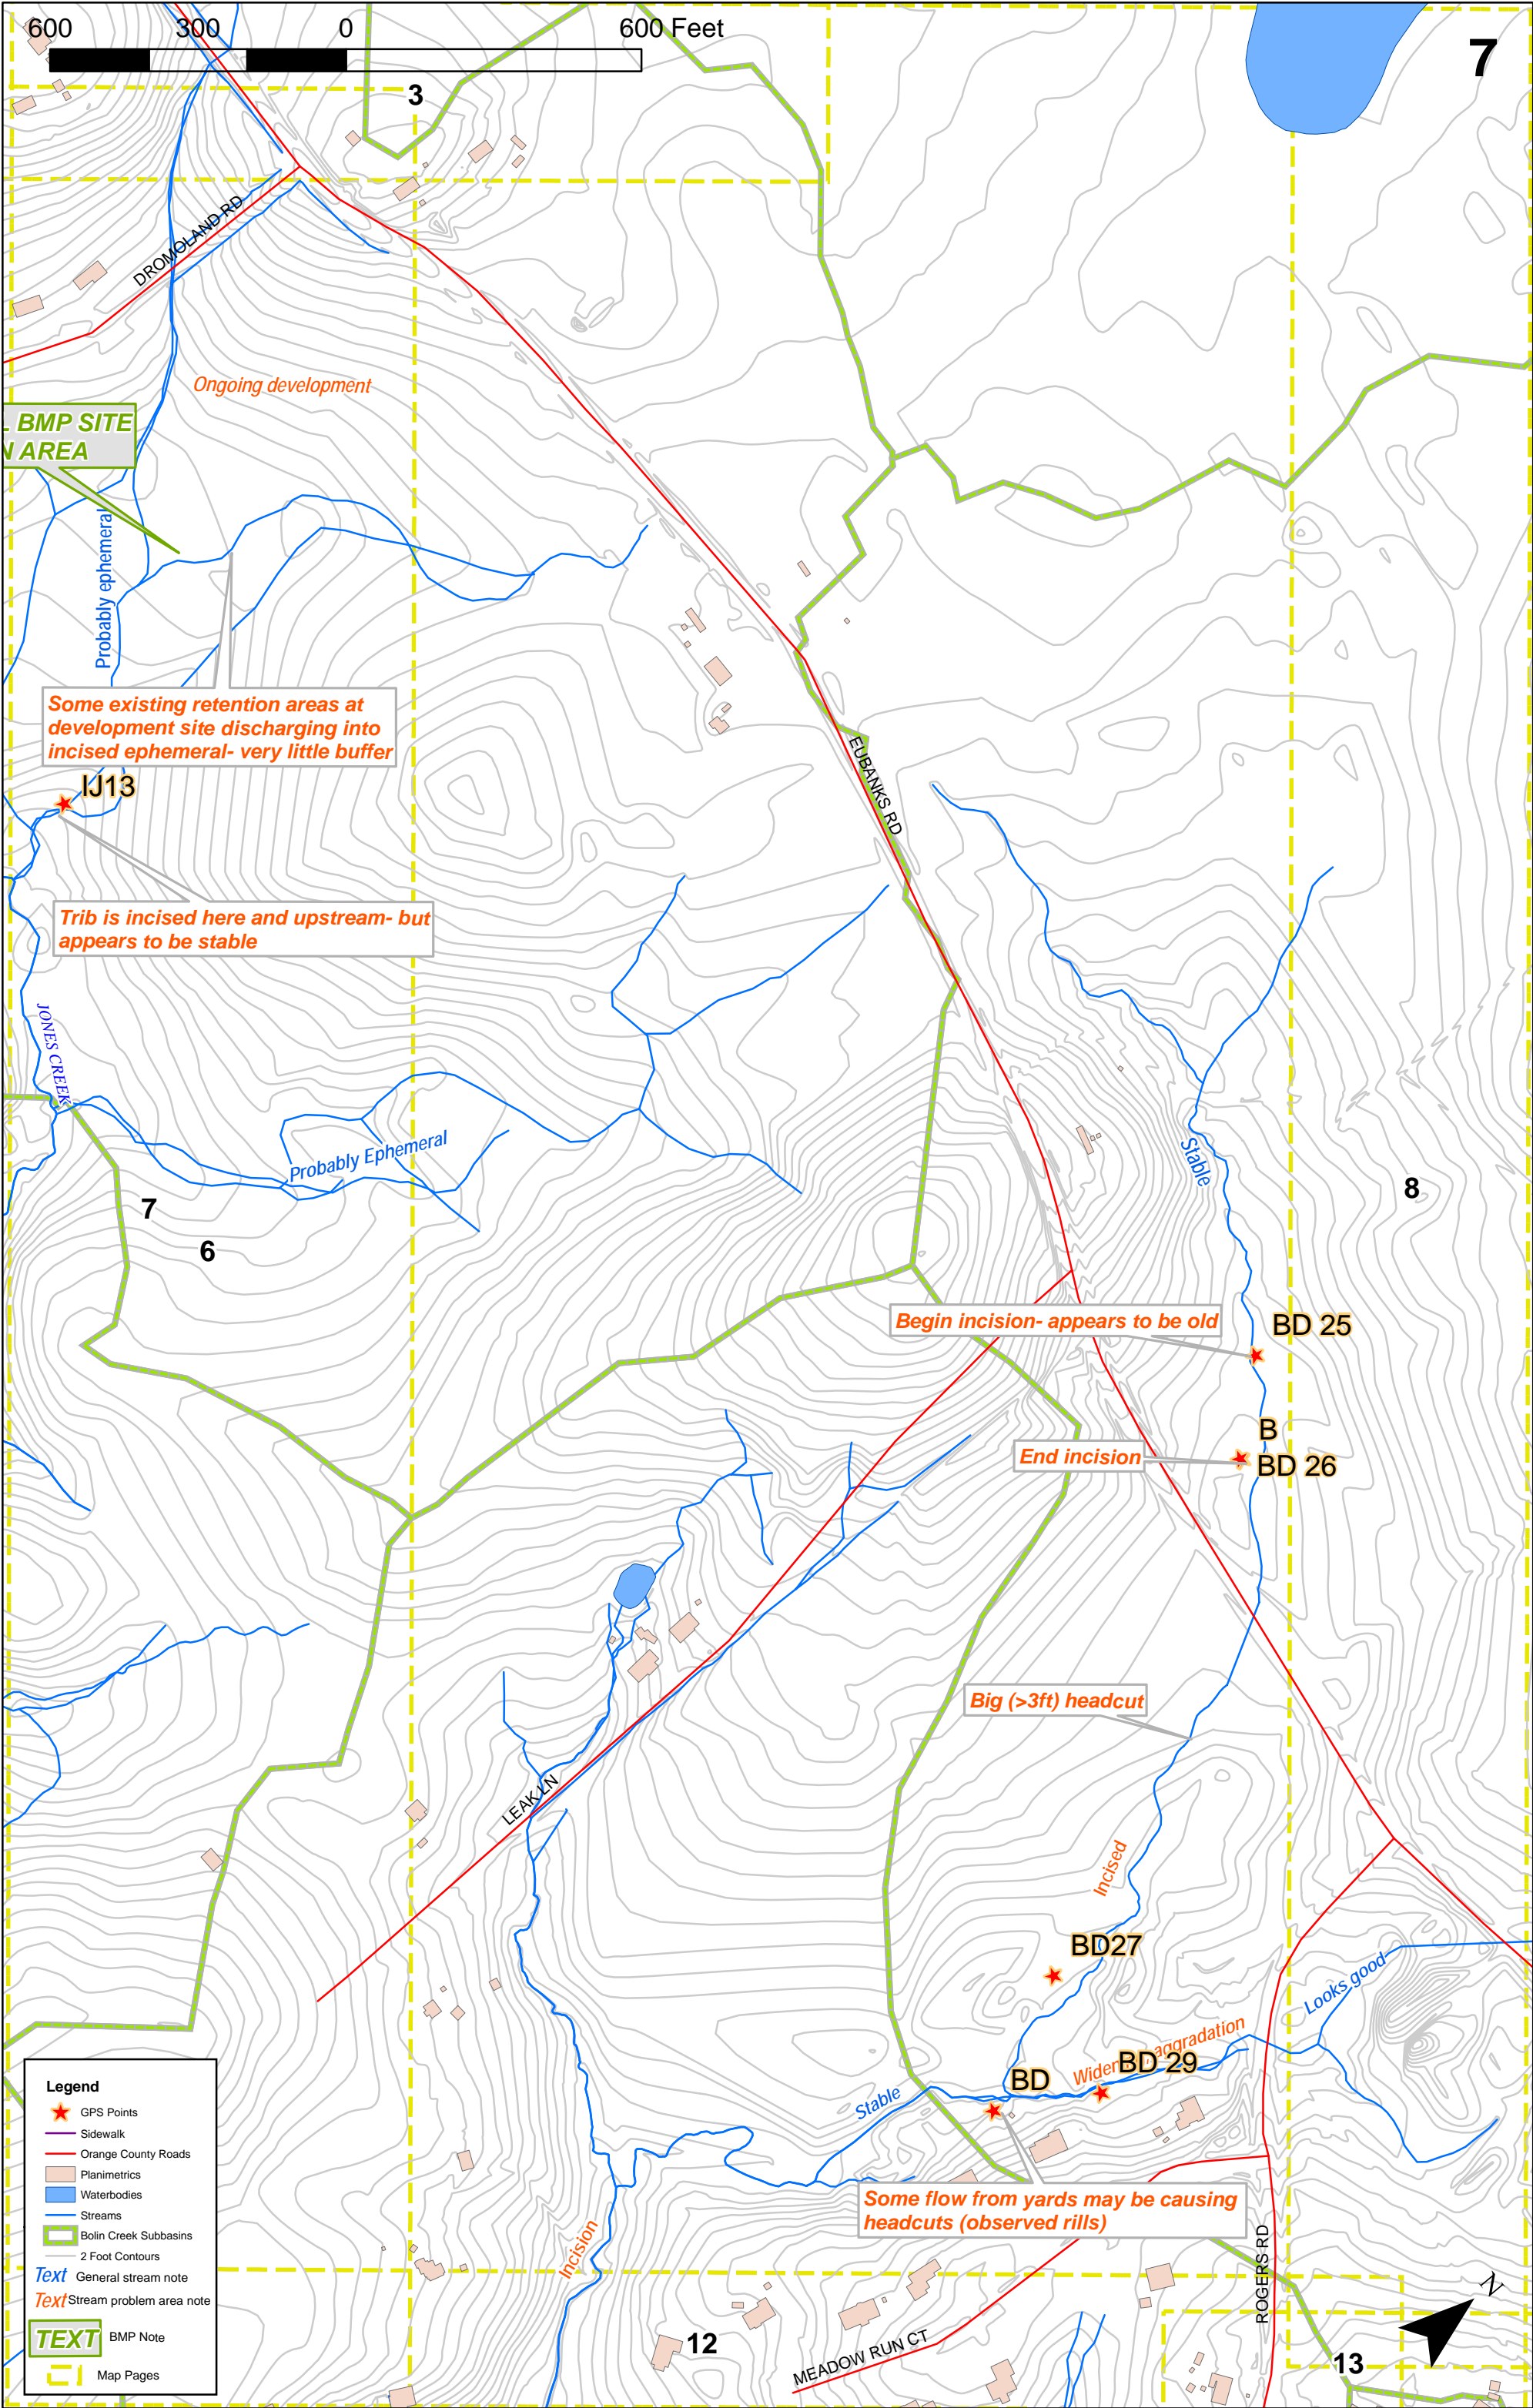 600 300 0 600 Feet
7
3
DROMOLAND RD
Ongoing development
L BMP SITE
N AREA
Probably ephemeral
Some existing retention areas at
development site discharging into
incised ephemeral- very little buffer
IJ13
EUBANKS RD
Trib is incised here and upstream- but
appears to be stable
JONES CREEK
Probably Ephemeral
Stable
7
6
8
Begin incision- appears to be old
BD 25
B
End incision
BD 26
Big (>3ft) headcut
LEAK LN
Incised
BD27
Looks good
aggradation
BD 29
BD
Stable
Some flow from yards may be causing
headcuts (observed rills)
Incision
ROGERS RD
N
12
MEADOW RUN CT
13
Legend
GPS Points
Sidewalk
Orange County Roads
Planimetrics
Waterbodies
Streams
Bolin Creek Subbasins
2 Foot Contours
Text General stream note
Text Stream problem area note
TEXT BMP Note
Map Pages